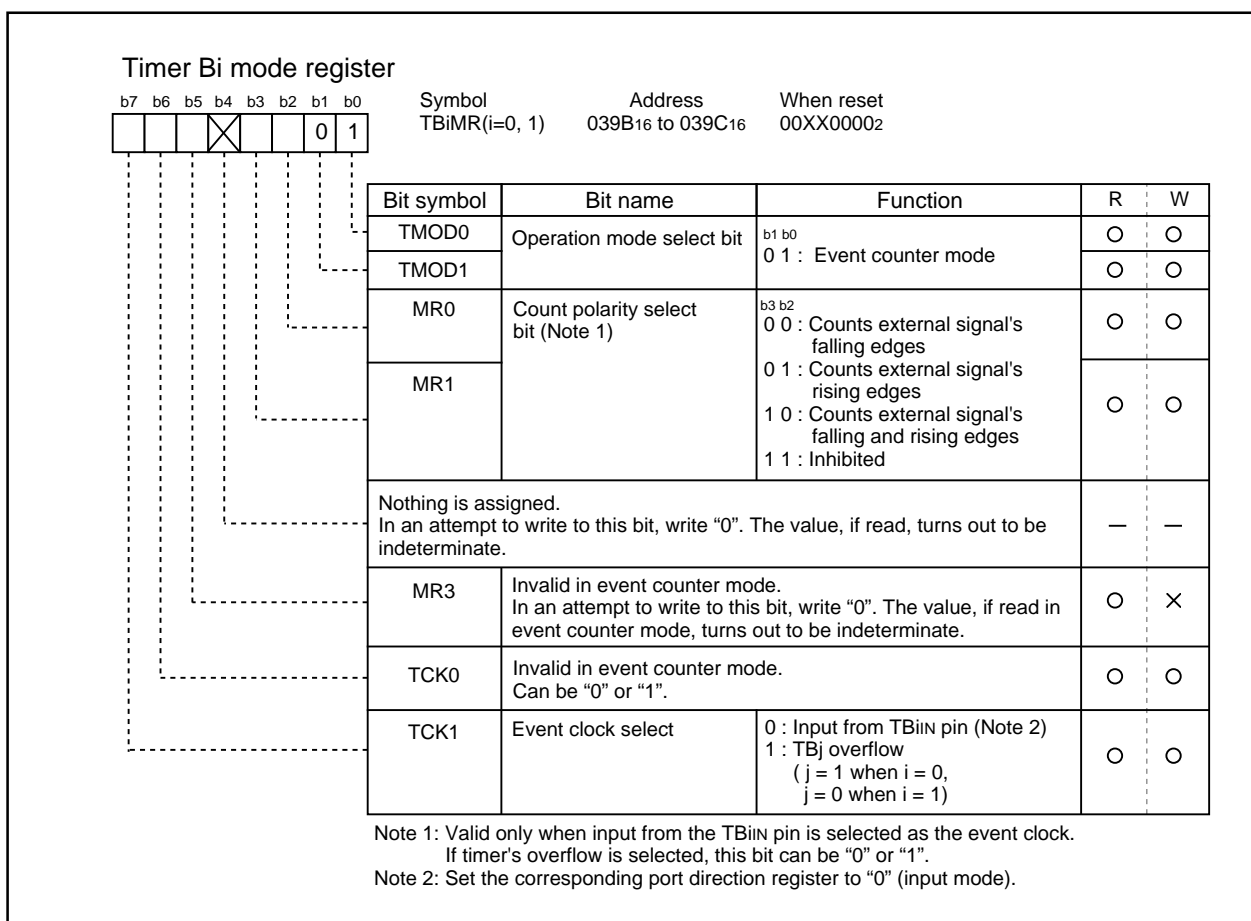 Timer Bi mode register
b7 b6 b5 b4 b3 b2 b1 b0
0 1
Symbol Address When reset
TBiMR(i=0, 1) 039B16 to 039C16 00XX00002
Bit symbol Bit name Function R W
TMOD0 Operation mode select bit
b1 b0
0 1 : Event counter mode
TMOD1
MR0 Count polarity select
bit (Note 1)
b3 b2
0 0 : Counts external signal's
falling edges
0 1 : Counts external signal's
rising edges
1 0 : Counts external signal's
falling and rising edges
1 1 : Inhibited
MR1
Nothing is assigned.
In an attempt to write to this bit, write “0”. The value, if read, turns out to be
indeterminate.
MR3 Invalid in event counter mode.
In an attempt to write to this bit, write “0”. The value, if read in
event counter mode, turns out to be indeterminate.
TCK0 Invalid in event counter mode.
Can be “0” or “1”.
TCK1 Event clock select 0 : Input from TBiIN pin (Note 2)
1 : TBj overflow
( j = 1 when i = 0,
j = 0 when i = 1)
Note 1: Valid only when input from the TBiIN pin is selected as the event clock.
If timer's overflow is selected, this bit can be “0” or “1”.
Note 2: Set the corresponding port direction register to “0” (input mode).